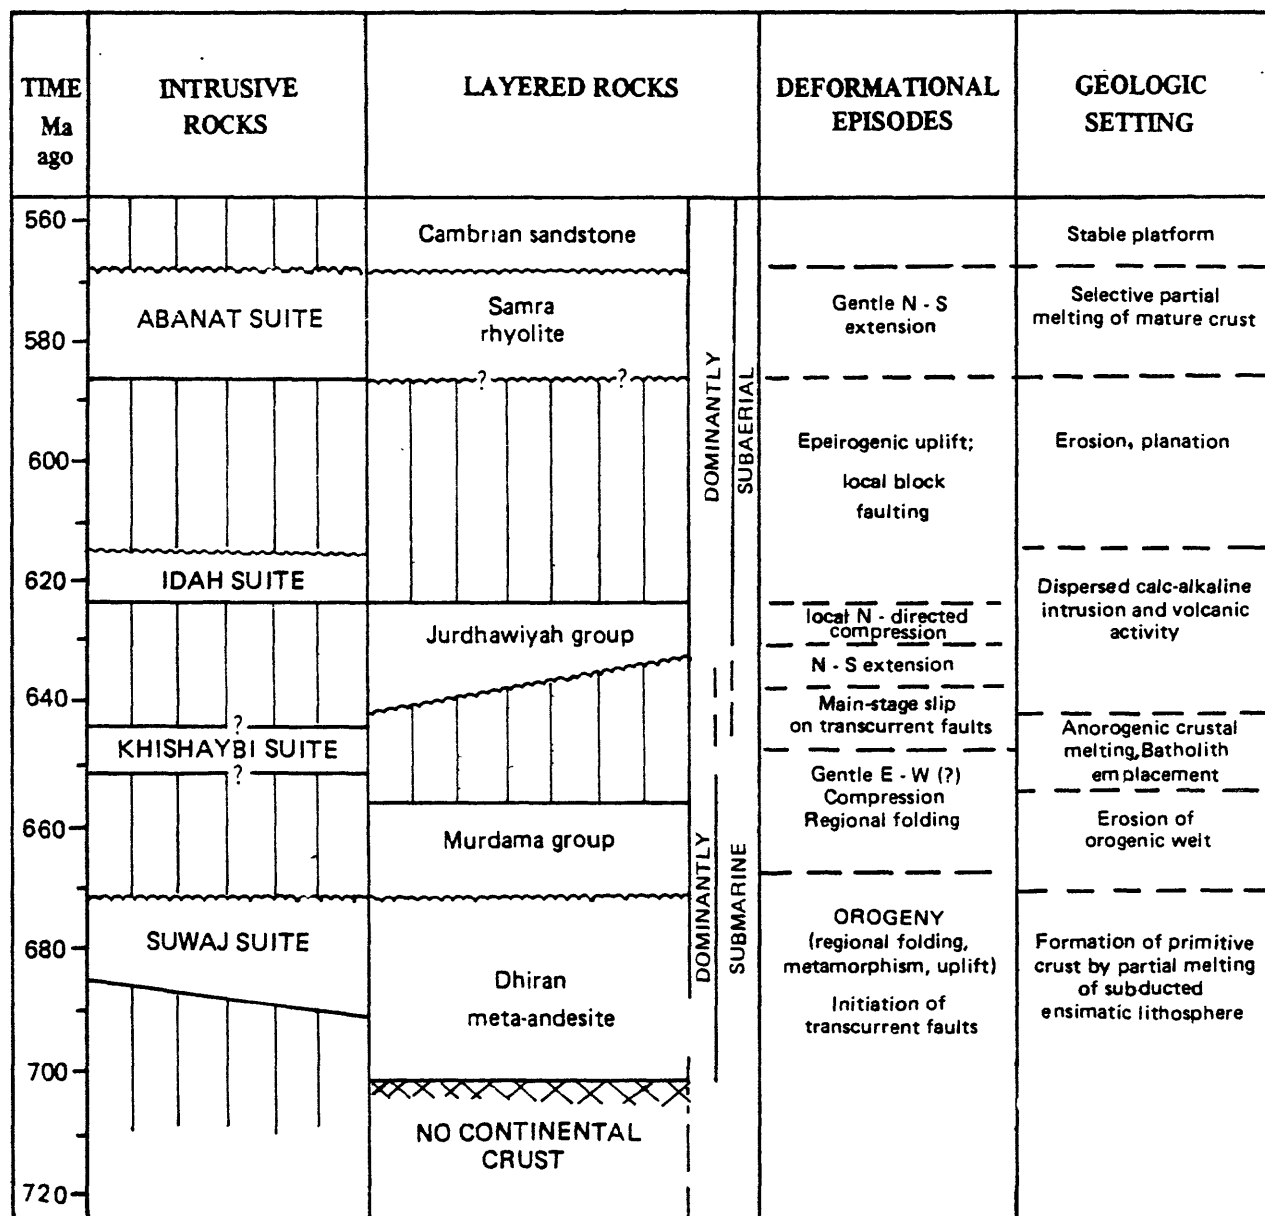 TIME
Ma
ago
INTRUSIVE
ROCKS
LAYERED ROCKS
DEFORMATIONAL
EPISODES
GEOLOGIC
SETTING
560
580
600
620
640
660
680
700
720
ABANAT SUITE
IDAH SUITE
?
KHISHAYBI SUITE
?
SUWAJ SUITE
Cambrian sandstone
Samra
rhyolite
? ?
Jurdhawiyah group
Murdama group
Dhiran
meta-andesite
NO CONTINENTAL
CRUST
DOMINANTLY
SUBAERIAL
DOMINANTLY
SUBMARINE
Gentle N - S
extension
Epeirogenic uplift;
local block
faulting
local N - directed
compression
N - S extension
Main-stage slip
on transcurrent faults
Gentle E - W (?)
Compression
Regional folding
OROGENY
(regional folding,
metamorphism, uplift)
Initiation of
transcurrent faults
Stable platform
Selective partial
melting of mature crust
Erosion, planation
Dispersed calc-alkaline
intrusion and volcanic
activity
Anorogenic crustal
melting, Batholith
emplacement
Erosion of
orogenic welt
Formation of primitive
crust by partial melting
of subducted
ensimatic lithosphere